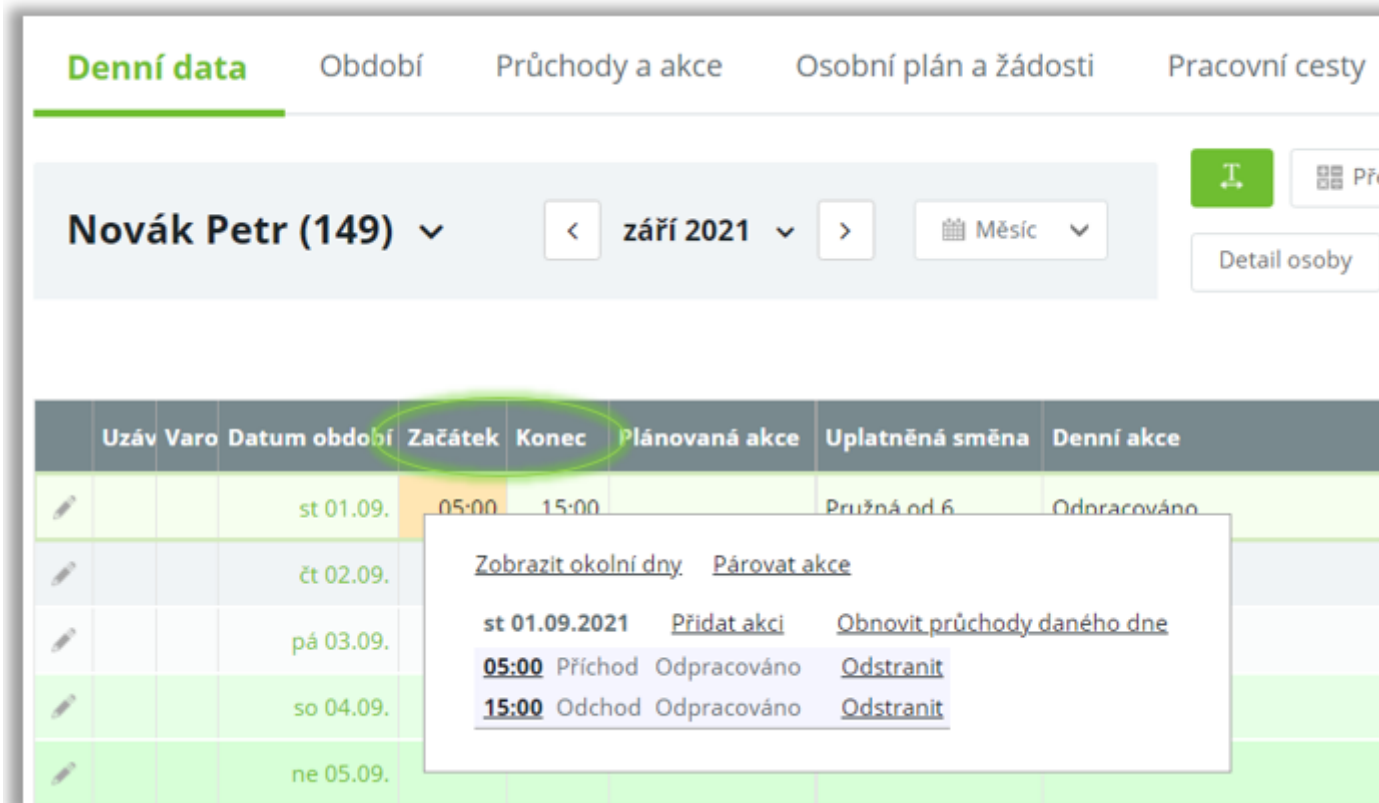 Denní data Období Průchody a akce Osobní plán a žádosti Pracovní cesty
Novák Petr (149) září 2021 Měsíc
Detail osoby
Uzáv Varo Datum období Začátek Konec Plánovaná akce Uplatněná směna Denní akce
st 01.09. 05:00 15:00 Pružná od 6 Odpracováno
čt 02.09.
pá 03.09.
so 04.09.
ne 05.09.
Zobrazit okolní dny Párovat akce
st 01.09.2021 Přidat akci Obnovit průchody daného dne
05:00 Příchod Odpracováno Odstranit
15:00 Odchod Odpracováno Odstranit